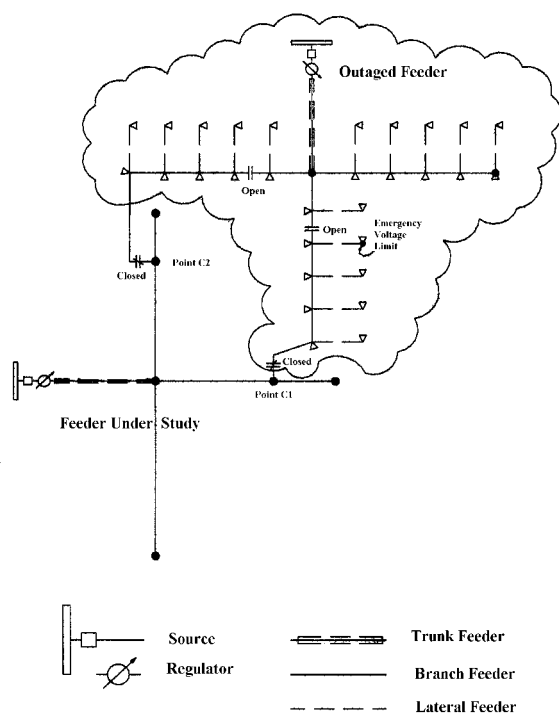 Outaged Feeder
Open
Open
Emergency
Voltage
Limit
Closed
Point C2
Closed
Point C1
Feeder Under Study
Source
Regulator
Trunk Feeder
Branch Feeder
Lateral Feeder